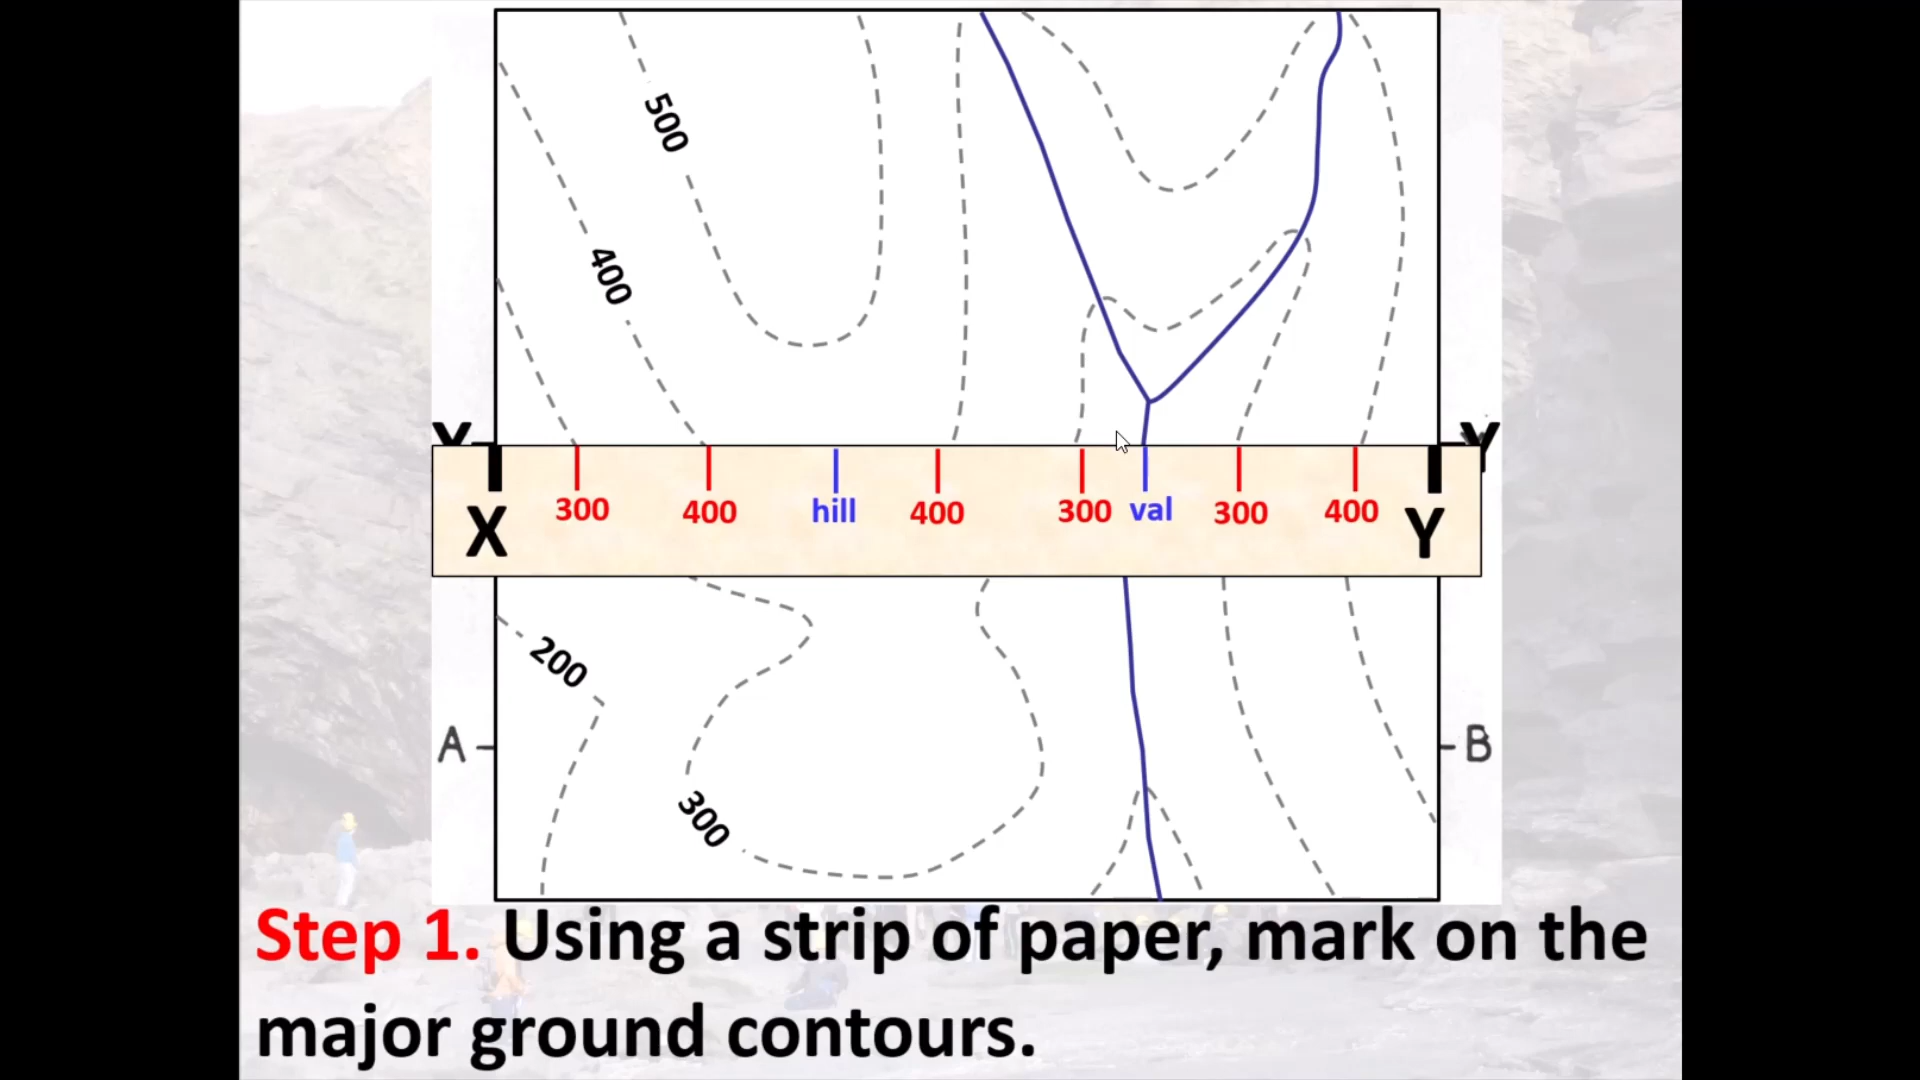 500
400
Y
300 400 hill 400 300 val 300 400
X Y
200
A B
300
Step 1. Using a strip of paper, mark on the
major ground contours.